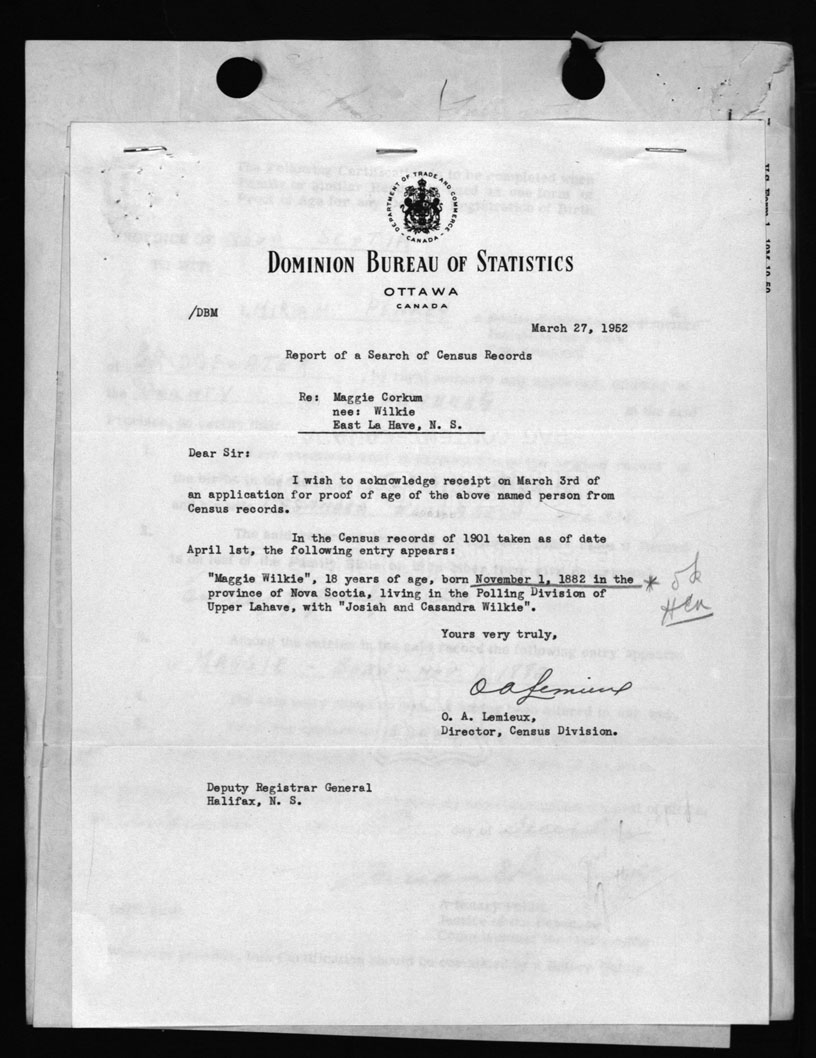 DEPARTMENT OF TRADE AND COMMERCE
CANADA
DOMINION BUREAU OF STATISTICS
OTTAWA
CANADA
/DBM
March 27, 1952
Report of a Search of Census Records
Re: Maggie Corkum
nee: Wilkie
East La Have, N. S.
Dear Sir:
I wish to acknowledge receipt on March 3rd of
an application for proof of age of the above named person from
Census records.
In the Census records of 1901 taken as of date
April 1st, the following entry appears:
"Maggie Wilkie", 18 years of age, born November 1, 1882 in the *
province of Nova Scotia, living in the Polling Division of
Upper Lahave, with "Josiah and Casandra Wilkie".
Yours very truly,
O A Lemieux
O. A. Lemieux,
Director, Census Division.
Deputy Registrar General
Halifax, N. S.